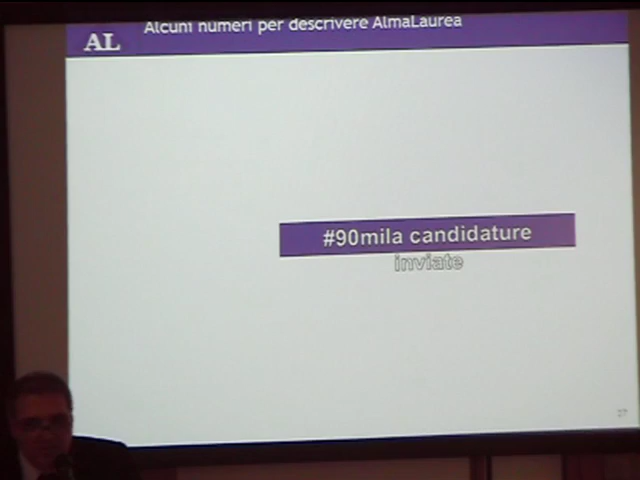 Alcuni numeri per descrivere AlmaLaurea
AL
#90mila candidature
inviate